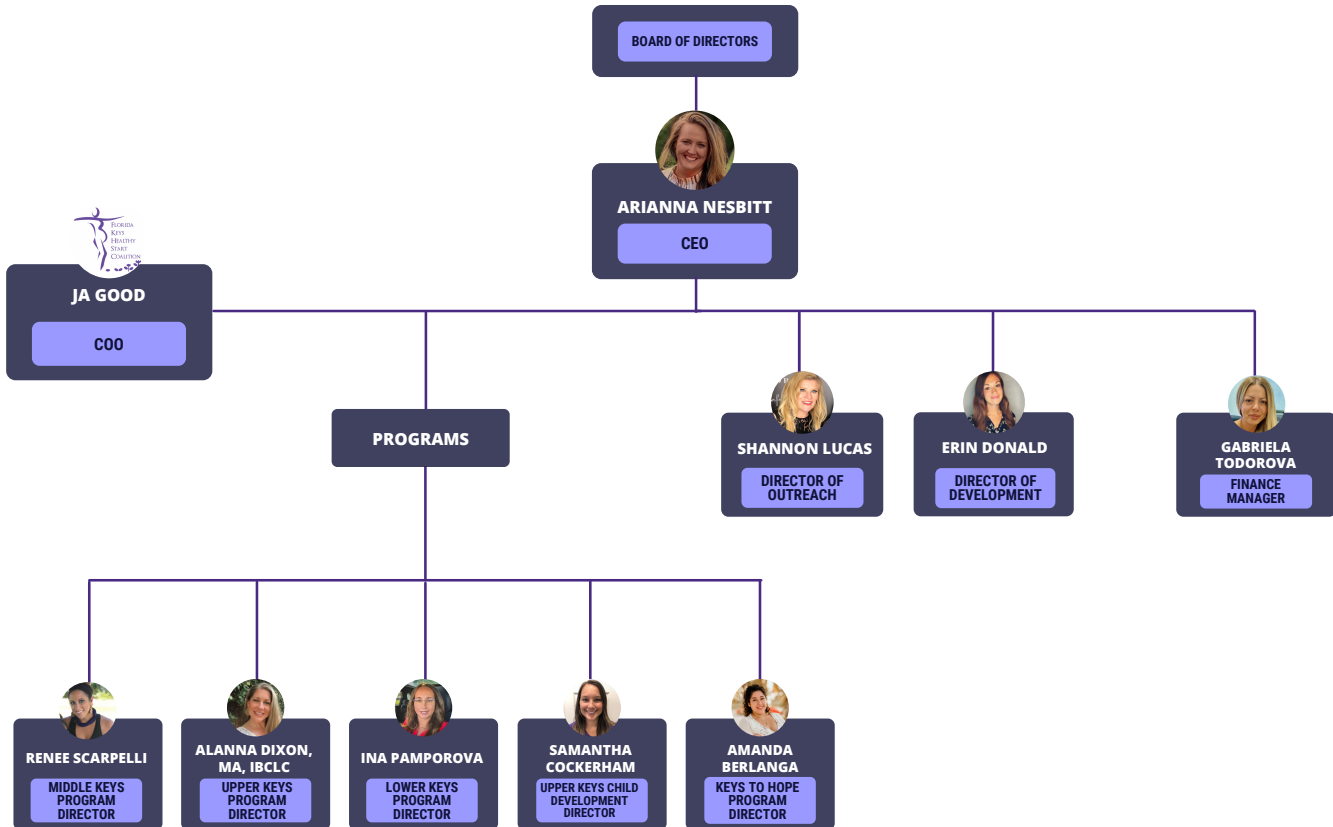 BOARD OF DIRECTORS
ARIANNA NESBITT
CEO
FLORIDA
KEYS
HEALTHY
START
COALITION
JA GOOD
COO
PROGRAMS
SHANNON LUCAS
DIRECTOR OF
OUTREACH
ERIN DONALD
DIRECTOR OF
DEVELOPMENT
GABRIELA
TODOROVA
FINANCE
MANAGER
RENEE SCARPELLI
MIDDLE KEYS
PROGRAM
DIRECTOR
ALANNA DIXON,
MA, IBCLC
UPPER KEYS
PROGRAM
DIRECTOR
INA PAMPOROVA
LOWER KEYS
PROGRAM
DIRECTOR
SAMANTHA
COCKERHAM
UPPER KEYS CHILD
DEVELOPMENT
DIRECTOR
AMANDA
BERLANGA
KEYS TO HOPE
PROGRAM
DIRECTOR